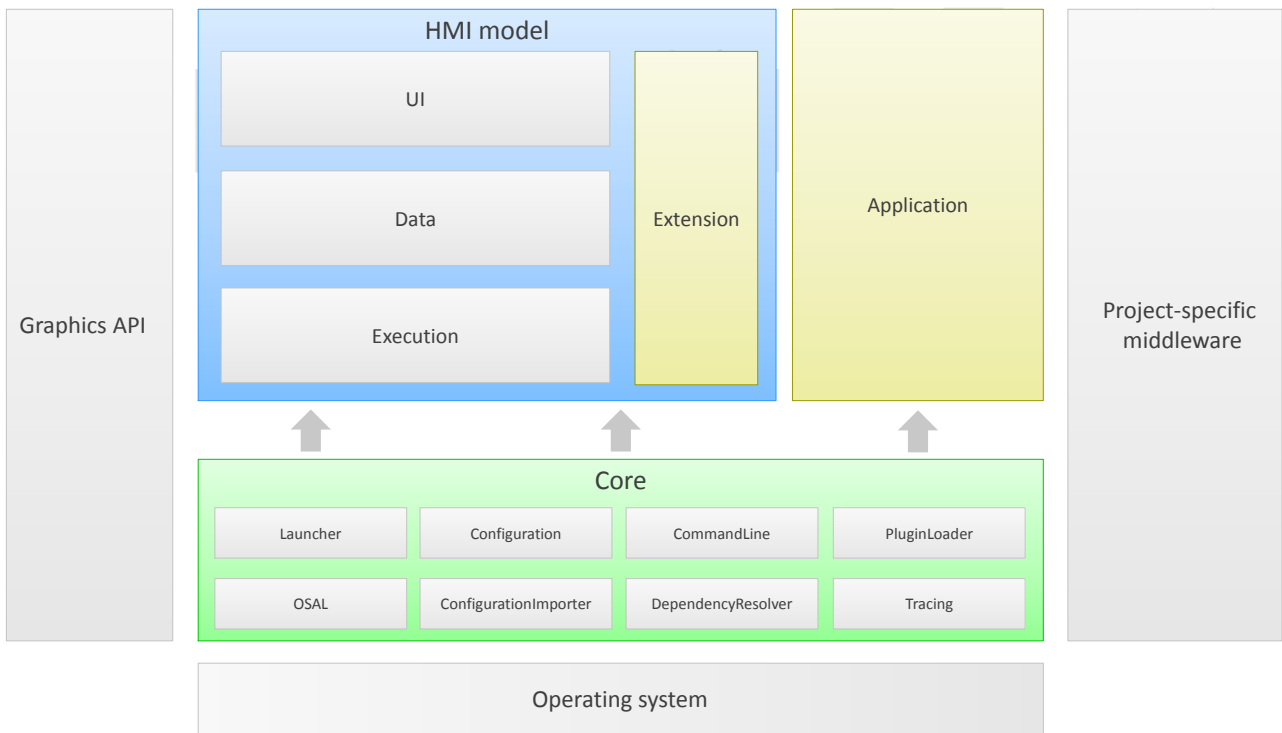 HMI model
UI
Data
Execution
Extension
Application
Graphics API
Project-specific
middleware
Core
Launcher
Configuration
CommandLine
PluginLoader
OSAL
ConfigurationImporter
DependencyResolver
Tracing
Operating system